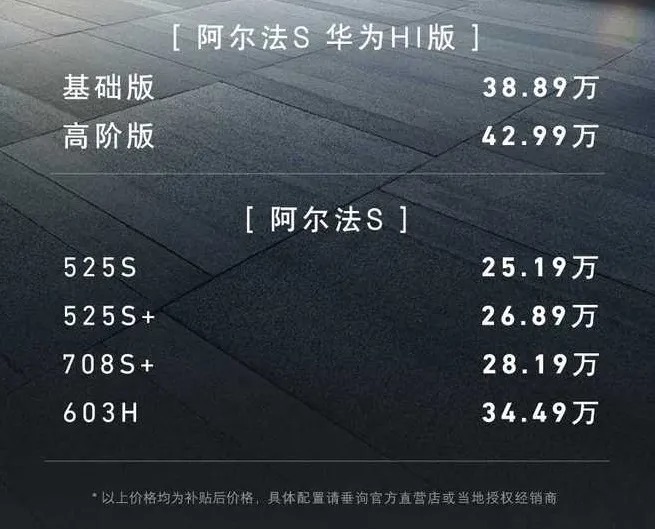 [ 阿尔法S 华为HI版 ]
基础版 38.89万
高阶版 42.99万
[ 阿尔法S ]
525S 25.19万
525S+ 26.89万
708S+ 28.19万
603H 34.49万
*以上价格均为补贴后价格，具体配置请垂询官方直营店或当地授权经销商